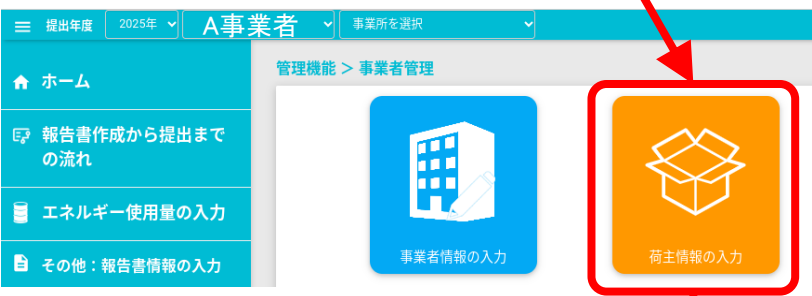 提出年度 2025年 A事業者 事業所を選択
管理機能 ＞ 事業者管理
ホーム
報告書作成から提出まで
の流れ
エネルギー使用量の入力
その他：報告書情報の入力
事業者情報の入力
荷主情報の入力